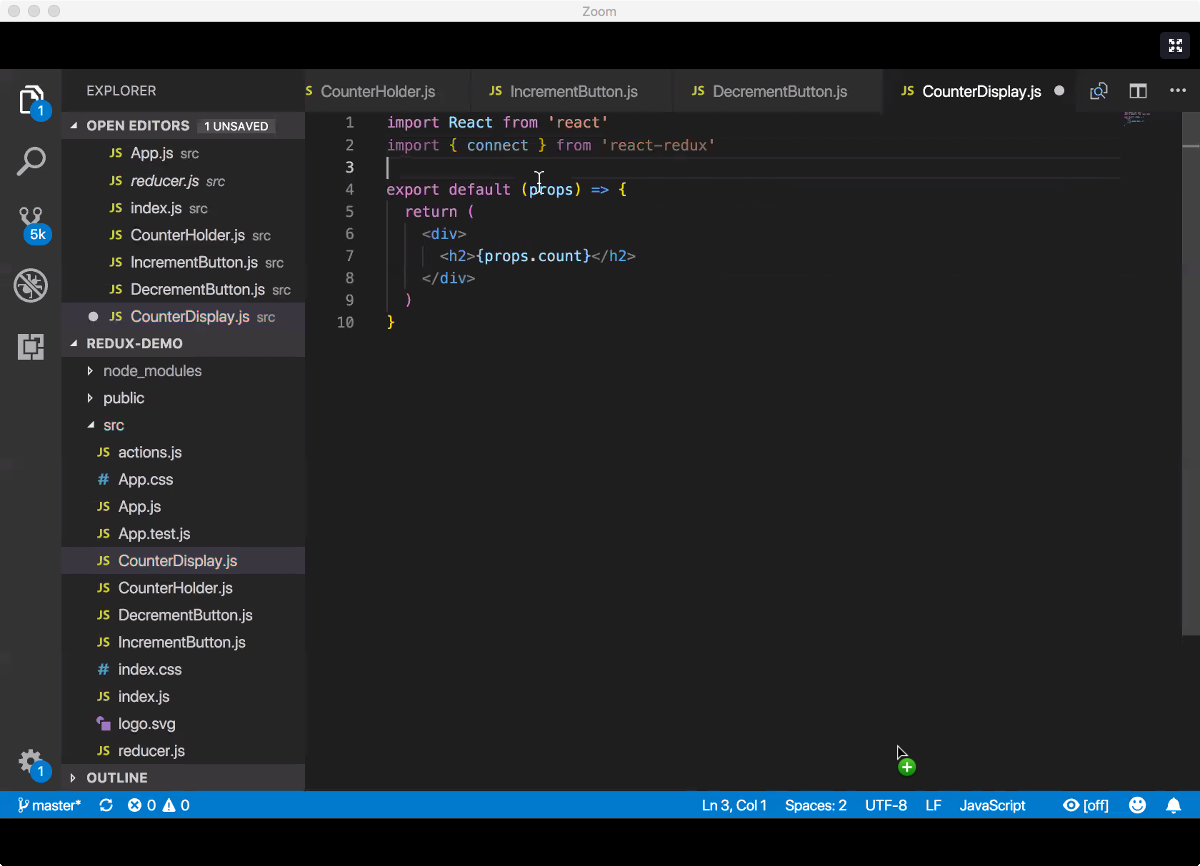 Zoom
1
5k
1
EXPLORER
OPEN EDITORS 1 UNSAVED
JS App.js src
JS reducer.js src
JS index.js src
JS CounterHolder.js src
JS IncrementButton.js src
JS DecrementButton.js src
JS CounterDisplay.js src
REDUX-DEMO
node_modules
public
src
JS actions.js
# App.css
JS App.js
JS App.test.js
JS CounterDisplay.js
JS CounterHolder.js
JS DecrementButton.js
JS IncrementButton.js
# index.css
JS index.js
logo.svg
JS reducer.js
OUTLINE
S CounterHolder.js JS IncrementButton.js JS DecrementButton.js JS CounterDisplay.js
1 import React from 'react'
2 import { connect } from 'react-redux'
3
4 export default (props) => {
5 return (
6 <div>
7 <h2>{props.count}</h2>
8 </div>
9 )
10 }
master* 0 0 Ln 3, Col 1 Spaces: 2 UTF-8 LF JavaScript [off]